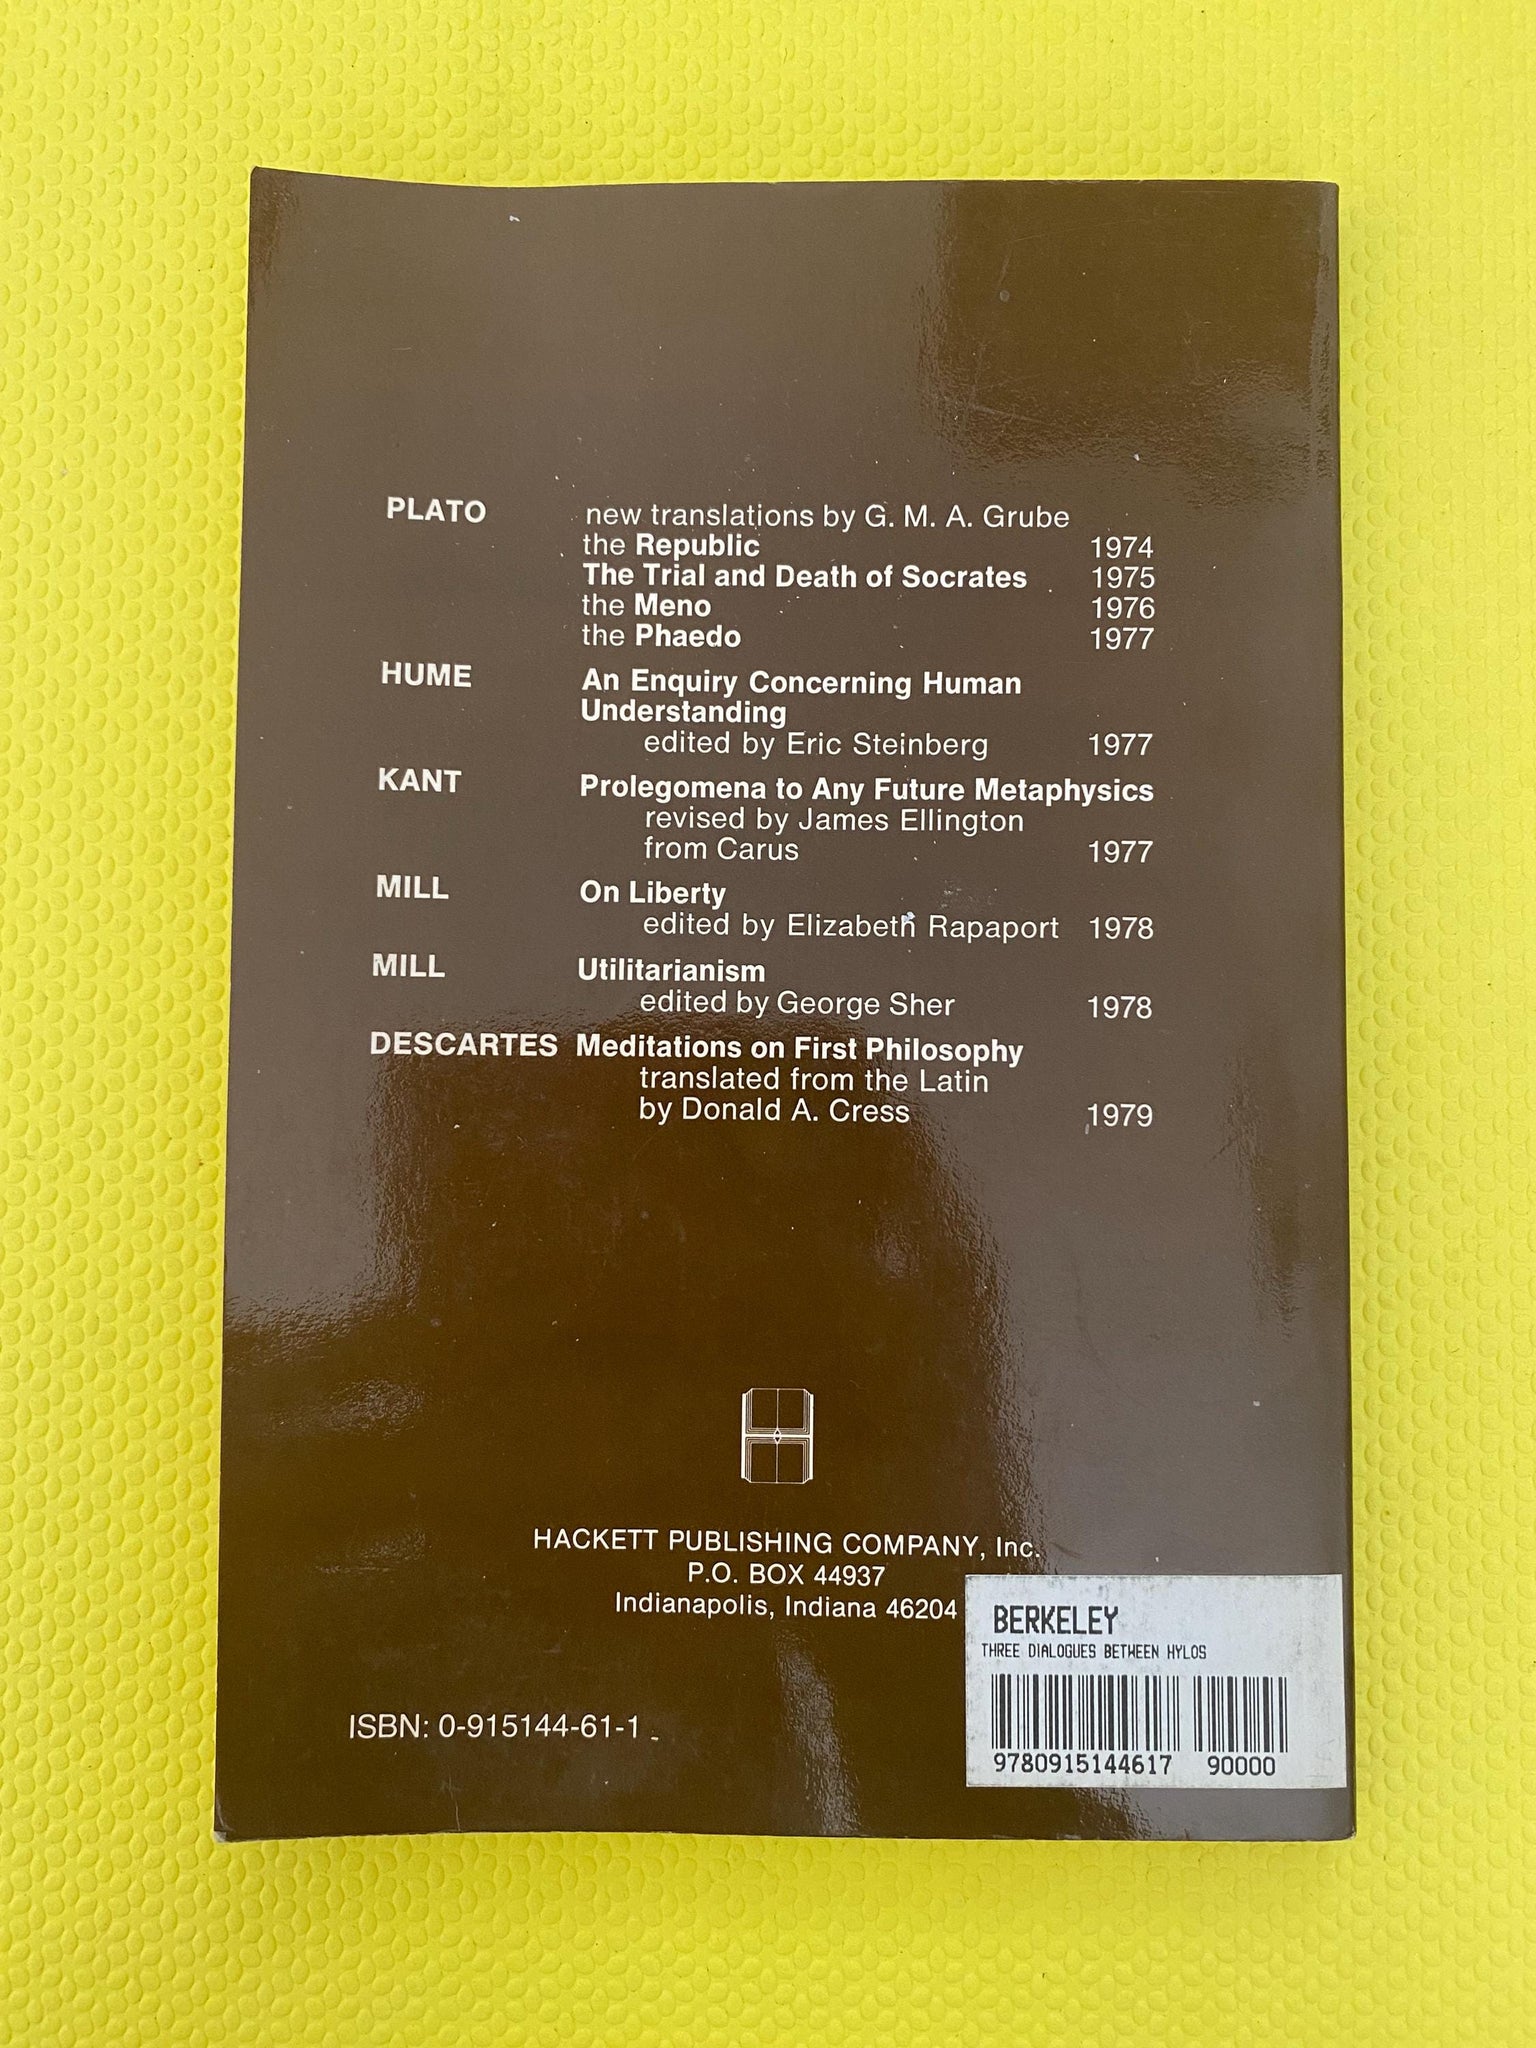 PLATO new translations by G. M. A. Grube
the Republic 1974
The Trial and Death of Socrates 1975
the Meno 1976
the Phaedo 1977
HUME An Enquiry Concerning Human
Understanding
edited by Eric Steinberg 1977
KANT Prolegomena to Any Future Metaphysics
revised by James Ellington
from Carus 1977
MILL On Liberty
edited by Elizabeth Rapaport 1978
MILL Utilitarianism
edited by George Sher 1978
DESCARTES Meditations on First Philosophy
translated from the Latin
by Donald A. Cress 1979
HACKETT PUBLISHING COMPANY, Inc.
P.O. BOX 44937
Indianapolis, Indiana 46204
BERKELEY
THREE DIALOGUES BETWEEN HYLOS
9780915144617 90000
ISBN: 0-915144-61-1